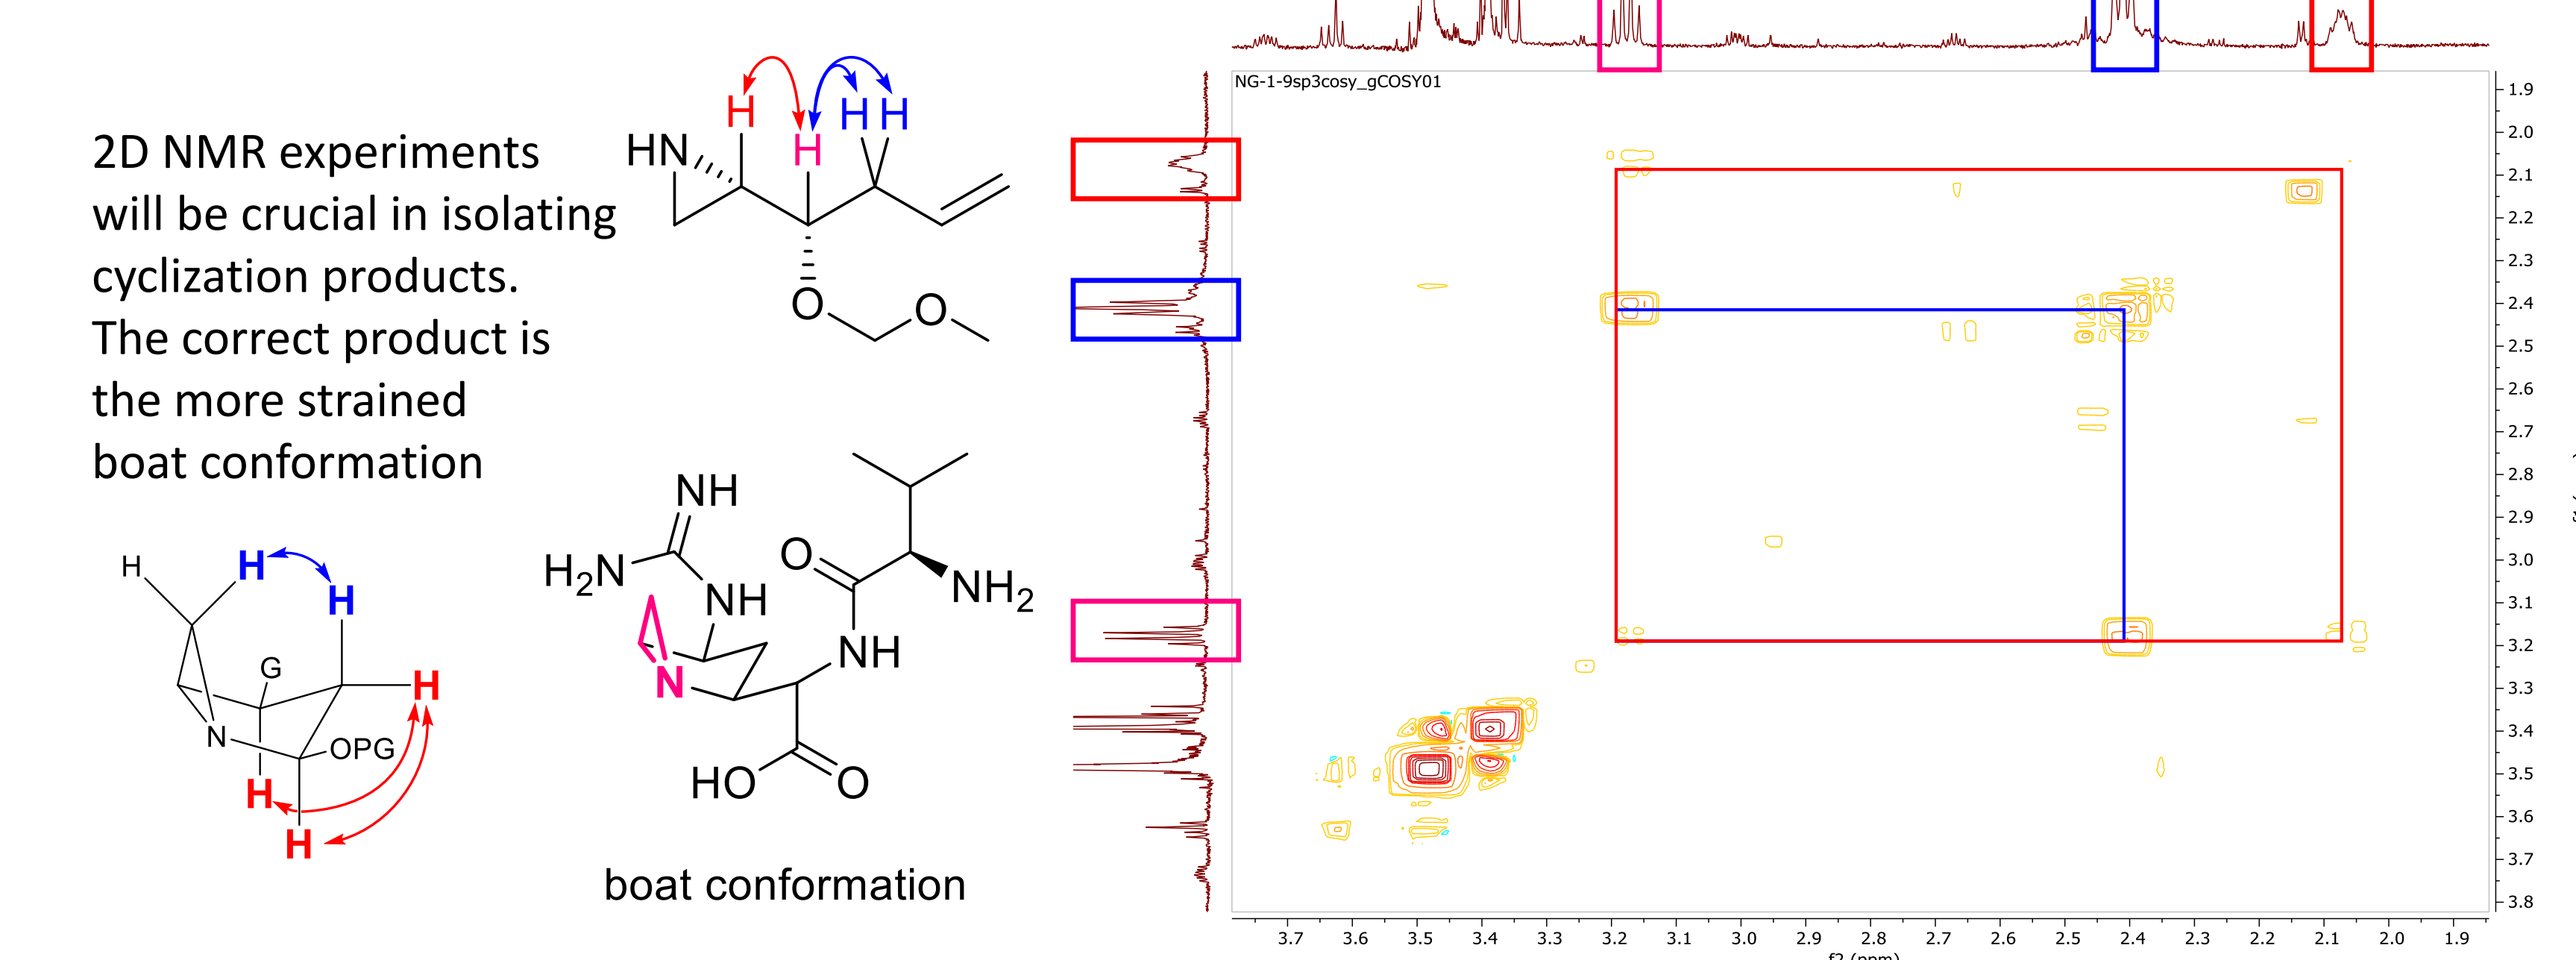 2D NMR experiments
will be crucial in isolating
cyclization products.
The correct product is
the more strained
boat conformation
H
H
H
H
HN
O
O
NH
H2N
NH
O
NH2
NH
N
HO
O
boat conformation
H
H
H
G
H
N
OPG
H
H
NG-1-9sp3cosy_gCOSY01
1.9
2.0
2.1
2.2
2.3
2.4
2.5
2.6
2.7
2.8
2.9
3.0
3.1
3.2
3.3
3.4
3.5
3.6
3.7
3.8
3.7 3.6 3.5 3.4 3.3 3.2 3.1 3.0 2.9 2.8 2.7 2.6 2.5 2.4 2.3 2.2 2.1 2.0 1.9
f2 (ppm)